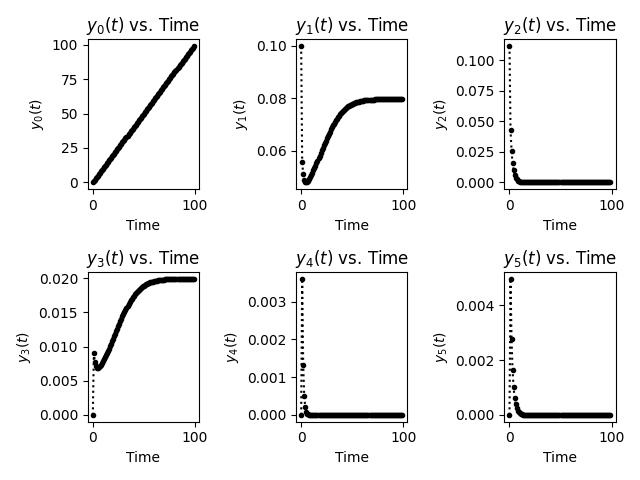 y₀(t) vs. Time
y₁(t) vs. Time
y₂(t) vs. Time
100
75
50
25
0
y₀(t)
0 100
Time
0.10
0.08
0.06
y₁(t)
0 100
Time
0.100
0.075
0.050
0.025
0.000
y₂(t)
0 100
Time
y₃(t) vs. Time
y₄(t) vs. Time
y₅(t) vs. Time
0.020
0.015
0.010
0.005
0.000
y₃(t)
0 100
Time
0.003
0.002
0.001
0.000
y₄(t)
0 100
Time
0.004
0.002
0.000
y₅(t)
0 100
Time